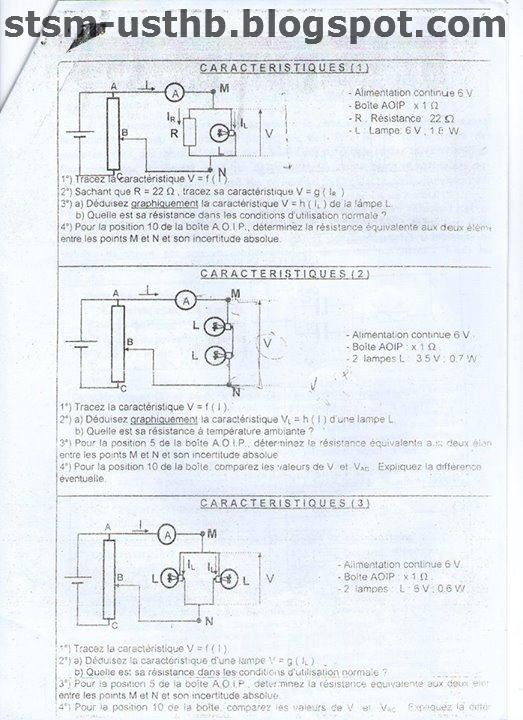 stsm-usthb.blogspot.com
CARACTERISTIQUES (1)
A
I
A
M
I_R
I_L
B
R
L
V
C
N
- Alimentation continue 6 V
- Boîte AOIP x 1 Ω
- R : Résistance : 22 Ω
- L : Lampe: 6 V , 1.8 W
1°) Tracez la caractéristique V = f ( I )
2°) Sachant que R = 22 Ω , tracez sa caractéristique V = g ( I_R )
3°) a) Déduisez graphiquement la caractéristique V = h ( I_L ) de la lampe L.
b) Quelle est sa résistance dans les conditions d'utilisation normale ?
4°) Pour la position 10 de la boîte A.O.I.P., déterminez la résistance équivalente aux deux élém
entre les points M et N et son incertitude absolue.
CARACTERISTIQUES (2)
A
I
A
M
L
B
L
C
N
- Alimentation continue 6 V
- Boîte AOIP : x 1 Ω
- 2 lampes L : 3.5 V ; 0.7 W
1°) Tracez la caractéristique V = f ( I ).
2°) a) Déduisez graphiquement la caractéristique V_L = h ( I ) d'une lampe L.
b) Quelle est sa résistance à température ambiante ?
3°) Pour la position 5 de la boîte A.O.I.P., déterminez la résistance équivalente aux deux élém
entre les points M et N et son incertitude absolue
4°) Pour la position 10 de la boîte. comparez les valeurs de V et V_AC . Expliquez la différence
éventuelle.
CARACTERISTIQUES (3)
A
I
A
M
I_L
I_L
B
L
L
V
C
N
- Alimentation continue 6 V
- Boîte AOIP : x 1 Ω
- 2 lampes : L : 6 V ; 0.6 W
1°) Tracez la caractéristique V = f ( I )
2°) a) Déduisez la caractéristique d'une lampe V = g ( I_L )
b) Quelle est sa résistance dans les conditions d'utilisation normale ?
3°) Pour la position 5 de la boîte A.O.I.P., déterminez la résistance équivalente aux deux élém
entre les points M et N et son incertitude absolue.
4°) Pour la position 10 de la boîte, comparez les valeurs de V et V_AC . Expliquez la différ